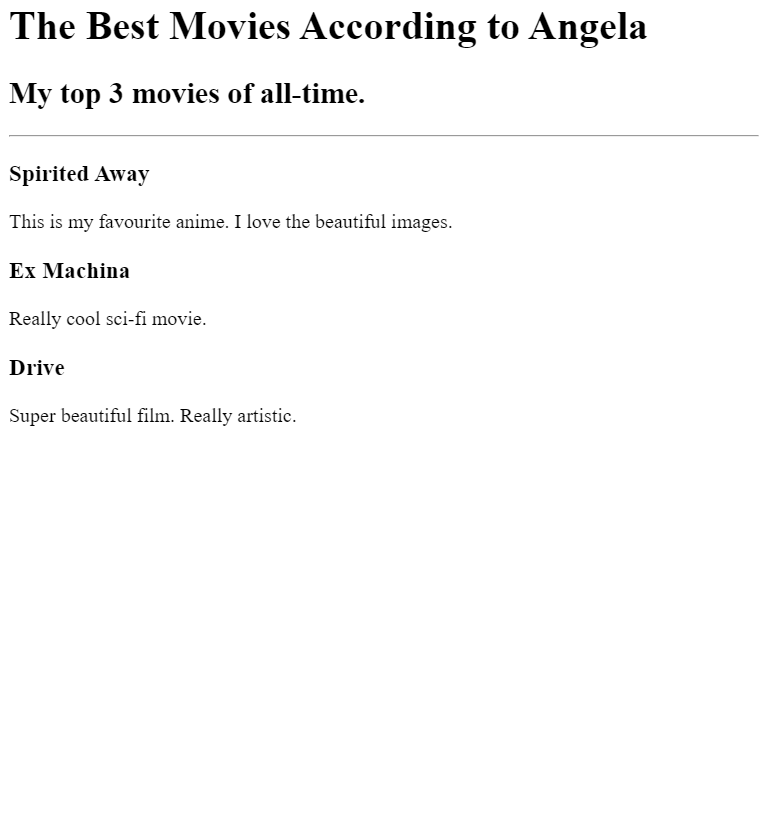 The Best Movies According to Angela
My top 3 movies of all-time.
Spirited Away
This is my favourite anime. I love the beautiful images.
Ex Machina
Really cool sci-fi movie.
Drive
Super beautiful film. Really artistic.